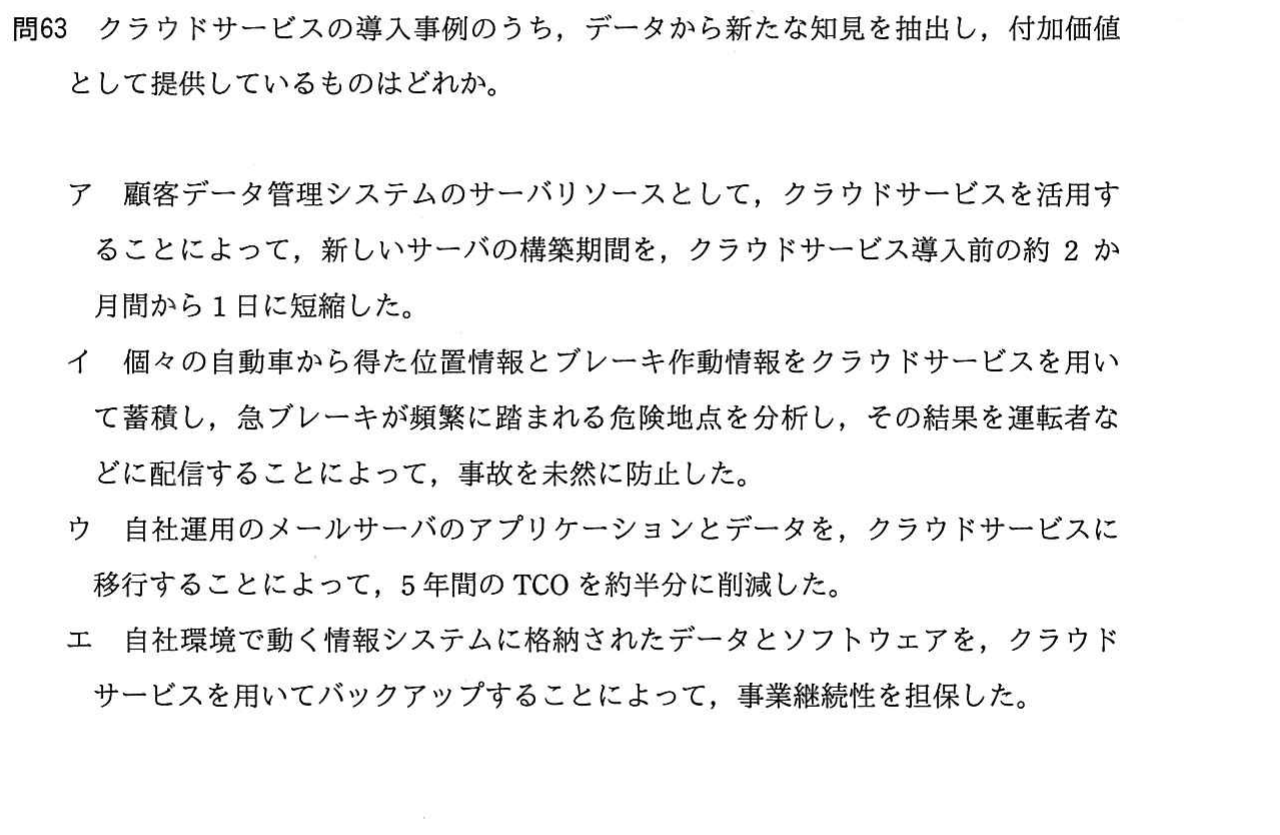 問63 クラウドサービスの導入事例のうち，データから新たな知見を抽出し，付加価値
として提供しているものはどれか。
ア 顧客データ管理システムのサーバリソースとして，クラウドサービスを活用す
ることによって，新しいサーバの構築期間を，クラウドサービス導入前の約 2 か
月間から 1 日に短縮した。
イ 個々の自動車から得た位置情報とブレーキ作動情報をクラウドサービスを用い
て蓄積し，急ブレーキが頻繁に踏まれる危険地点を分析し，その結果を運転者な
どに配信することによって，事故を未然に防止した。
ウ 自社運用のメールサーバのアプリケーションとデータを，クラウドサービスに
移行することによって，5 年間の TCO を約半分に削減した。
エ 自社環境で動く情報システムに格納されたデータとソフトウェアを，クラウド
サービスを用いてバックアップすることによって，事業継続性を担保した。